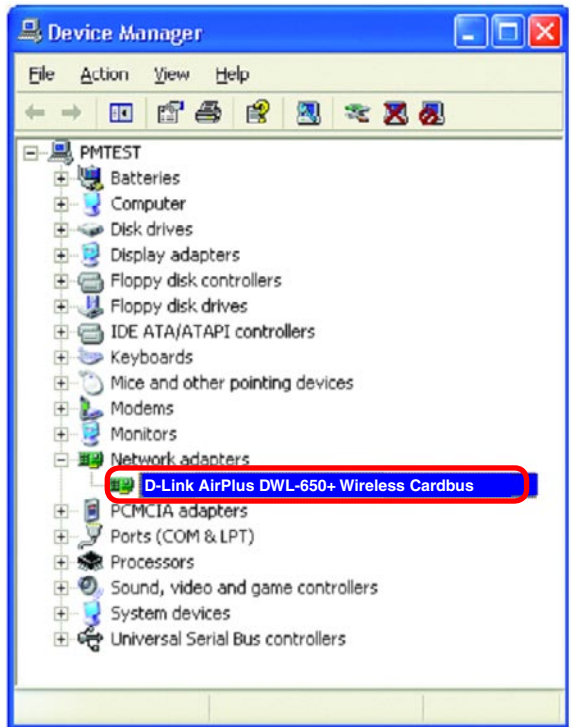 Device Manager
File Action View Help
PMTEST
Batteries
Computer
Disk drives
Display adapters
Floppy disk controllers
Floppy disk drives
IDE ATA/ATAPI controllers
Keyboards
Mice and other pointing devices
Modems
Monitors
Network adapters
D-Link AirPlus DWL-650+ Wireless Cardbus
PCMCIA adapters
Ports (COM & LPT)
Processors
Sound, video and game controllers
System devices
Universal Serial Bus controllers